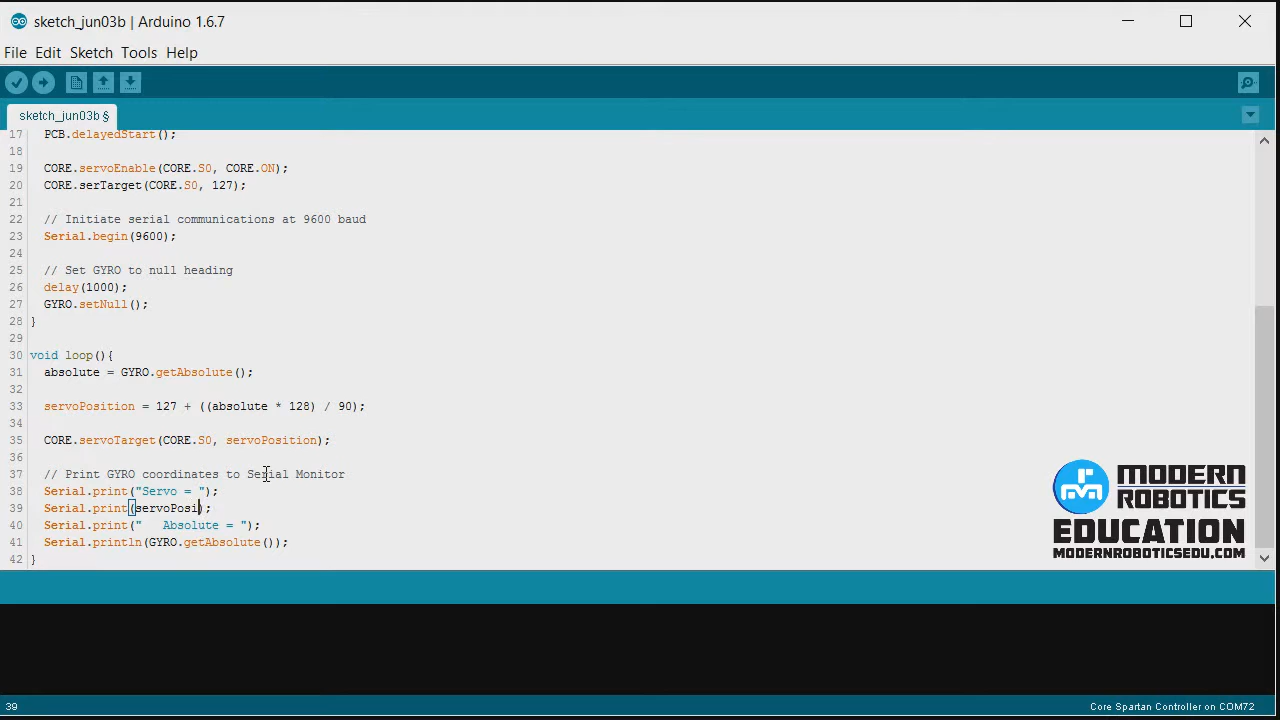 sketch_jun03b | Arduino 1.6.7
File Edit Sketch Tools Help
sketch_jun03b §
17 PCB.delayedStart();
18
19 CORE.servoEnable(CORE.S0, CORE.ON);
20 CORE.serTarget(CORE.S0, 127);
21
22 // Initiate serial communications at 9600 baud
23 Serial.begin(9600);
24
25 // Set GYRO to null heading
26 delay(1000);
27 GYRO.setNull();
28 }
29
30 void loop(){
31 absolute = GYRO.getAbsolute();
32
33 servoPosition = 127 + ((absolute * 128) / 90);
34
35 CORE.servoTarget(CORE.S0, servoPosition);
36
37 // Print GYRO coordinates to Serial Monitor
38 Serial.print("Servo = ");
39 Serial.print(servoPosi);
40 Serial.print("   Absolute = ");
41 Serial.println(GYRO.getAbsolute());
42 }
MODERN
ROBOTICS
EDUCATION
MODERNROBOTICSEDU.COM
39
Core Spartan Controller on COM72